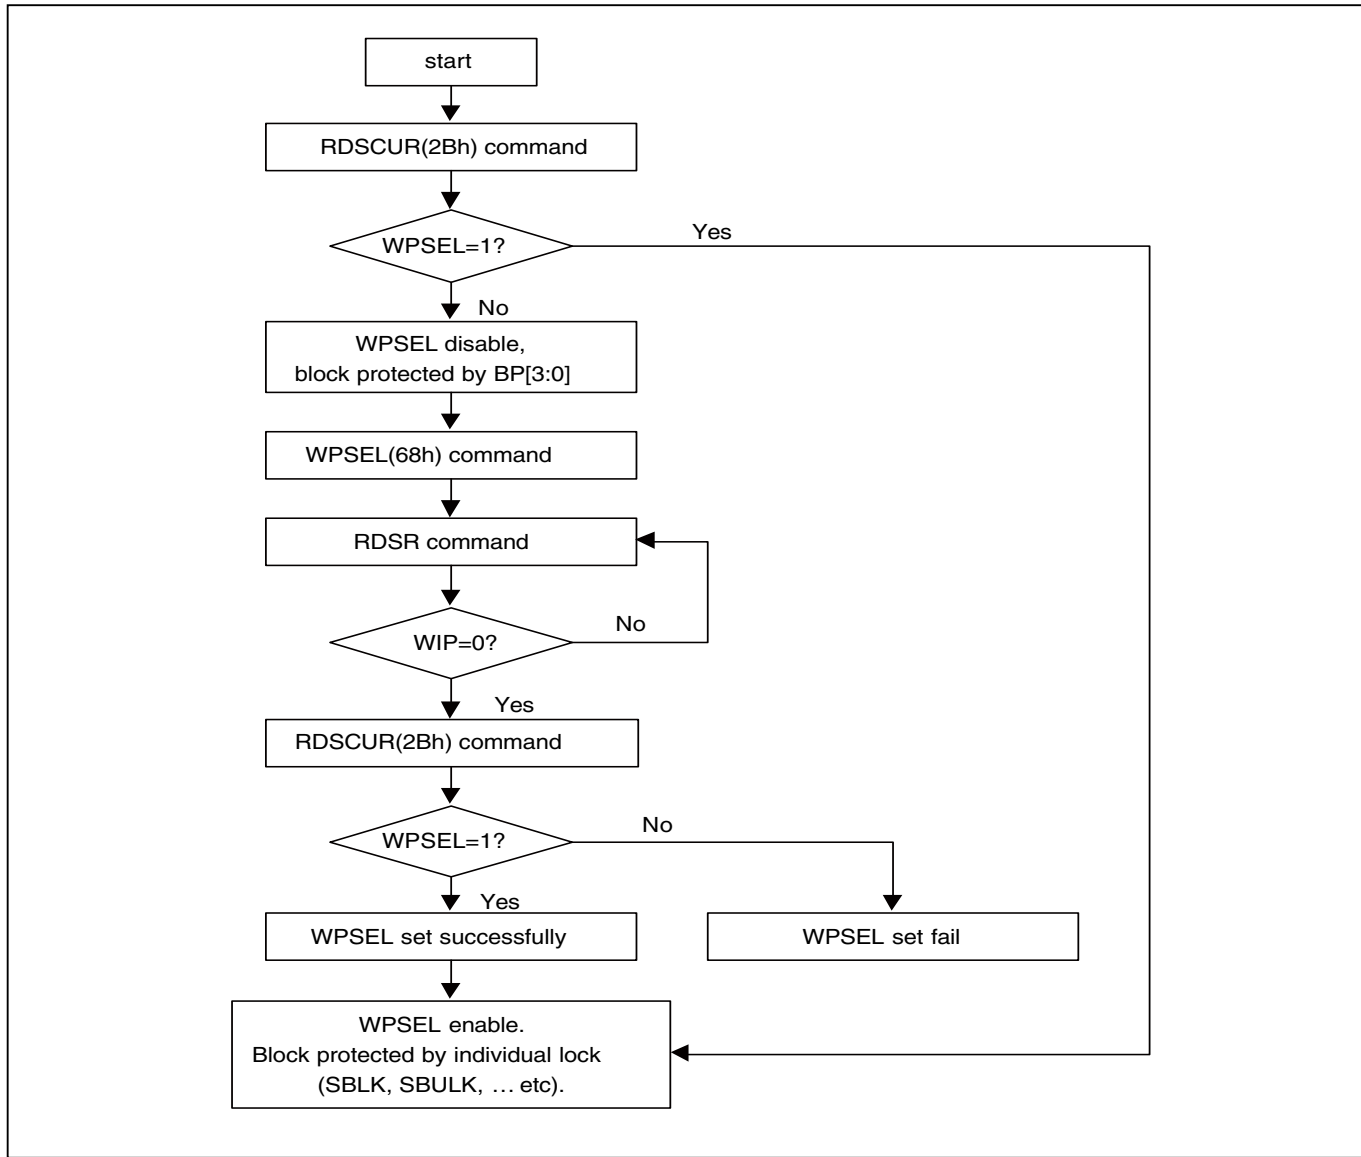 start
RDSCUR(2Bh) command
WPSEL=1?
Yes
No
WPSEL disable,
block protected by BP[3:0]
WPSEL(68h) command
RDSR command
WIP=0?
No
Yes
RDSCUR(2Bh) command
WPSEL=1?
No
Yes
WPSEL set successfully
WPSEL set fail
WPSEL enable.
Block protected by individual lock
(SBLK, SBULK, … etc).